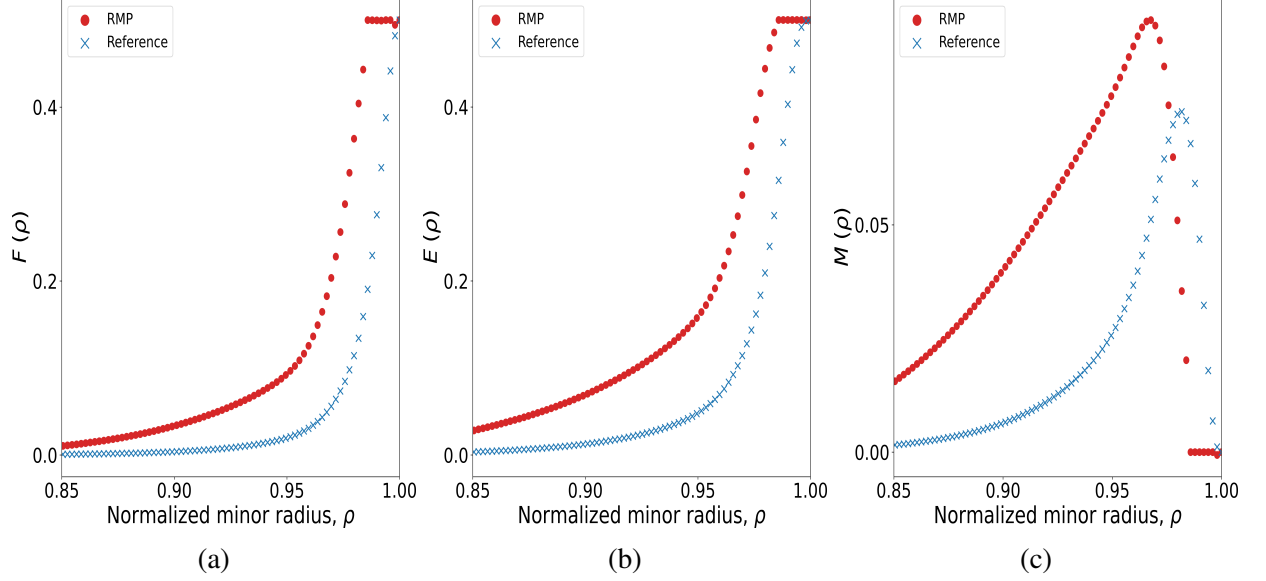 RMP
Reference
0.4
0.2
0.0
F (ρ)
0.85
0.90
0.95
1.00
Normalized minor radius, ρ
(a)
RMP
Reference
0.4
0.2
0.0
E (ρ)
0.85
0.90
0.95
1.00
Normalized minor radius, ρ
(b)
RMP
Reference
0.05
0.00
M (ρ)
0.85
0.90
0.95
1.00
Normalized minor radius, ρ
(c)